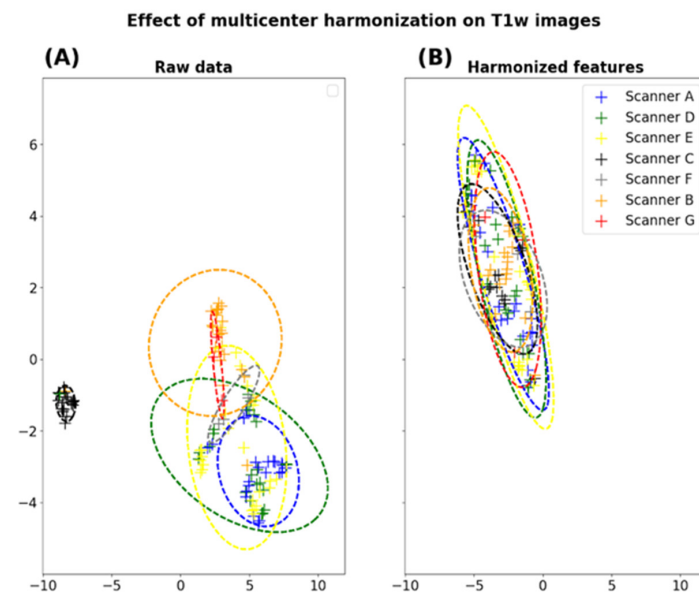 Effect of multicenter harmonization on T1w images
(A)
Raw data
6
4
2
0
−2
−4
−10
−5
0
5
10
(B)
Harmonized features
Scanner A
Scanner D
Scanner E
Scanner C
Scanner F
Scanner B
Scanner G
−10
−5
0
5
10